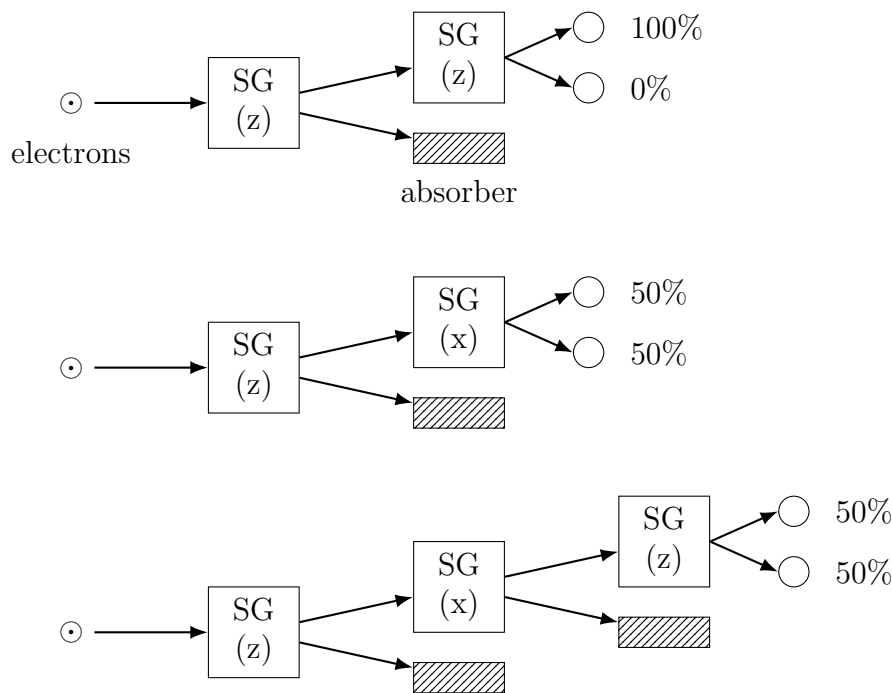 SG
(z)
100%
SG
(z)
0%
electrons
absorber
SG
(x)
50%
SG
(z)
50%
SG
(z)
50%
SG
(x)
50%
SG
(z)